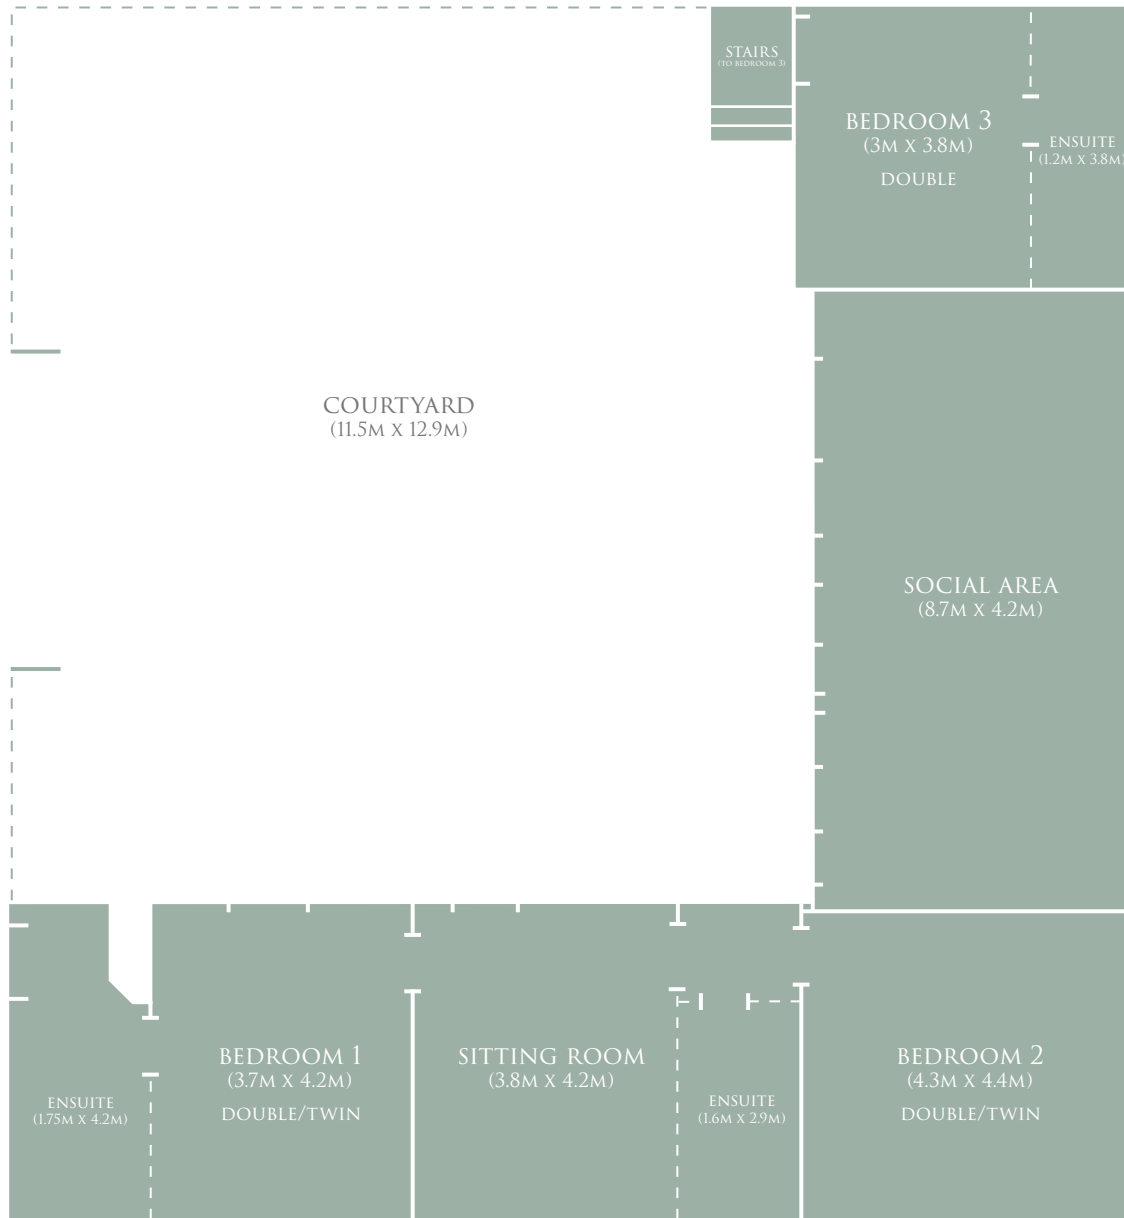 STAIRS
(TO BEDROOM 3)
BEDROOM 3
(3M X 3.8M)
DOUBLE
ENSUITE
(1.2M X 3.8M)
COURTYARD
(11.5M X 12.9M)
SOCIAL AREA
(8.7M X 4.2M)
ENSUITE
(1.75M X 4.2M)
BEDROOM 1
(3.7M X 4.2M)
DOUBLE/TWIN
SITTING ROOM
(3.8M X 4.2M)
ENSUITE
(1.6M X 2.9M)
BEDROOM 2
(4.3M X 4.4M)
DOUBLE/TWIN